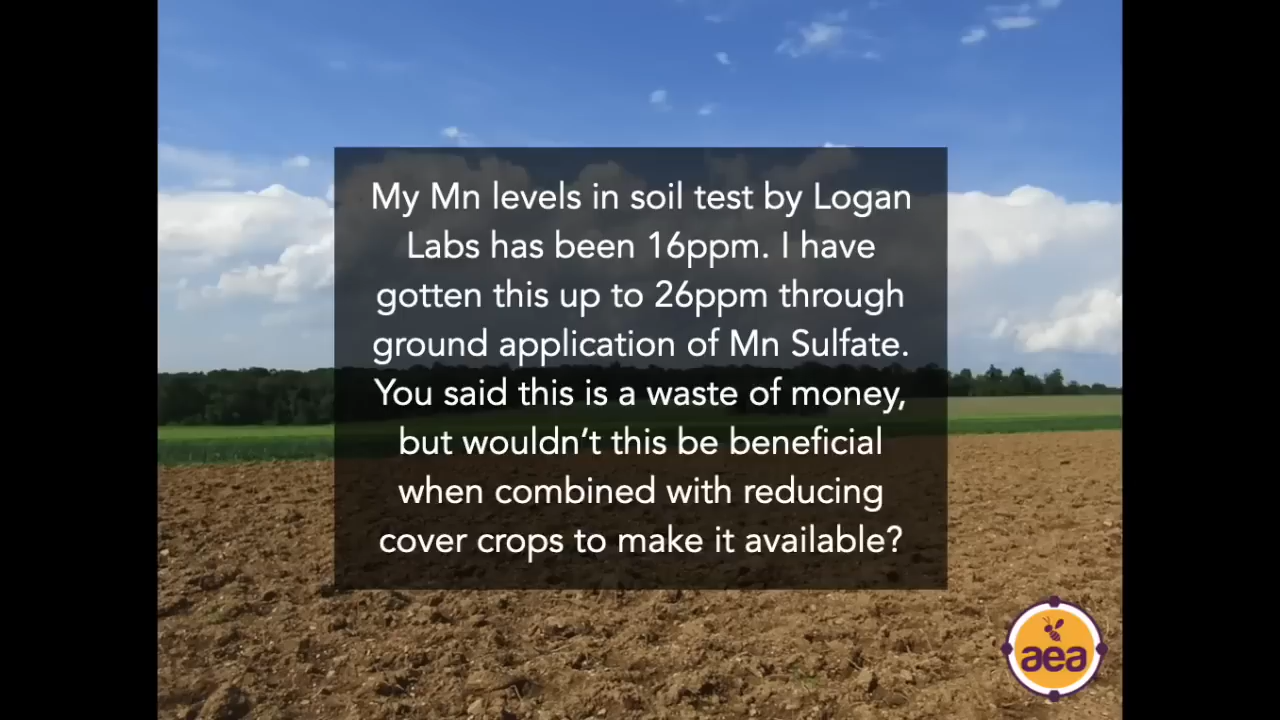 My Mn levels in soil test by Logan
Labs has been 16ppm. I have
gotten this up to 26ppm through
ground application of Mn Sulfate.
You said this is a waste of money,
but wouldn’t this be beneficial
when combined with reducing
cover crops to make it available?
aea